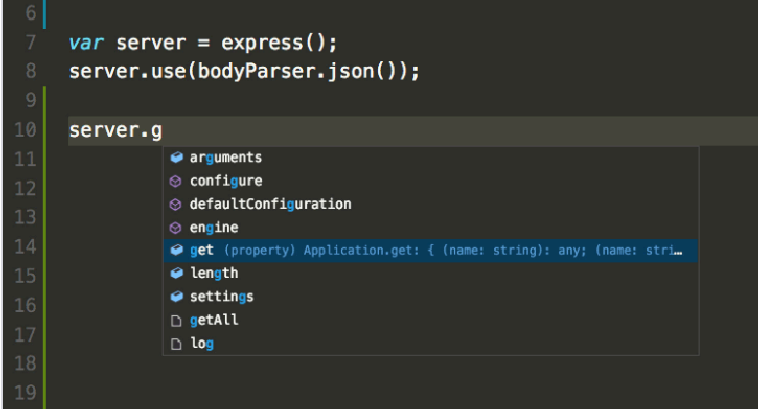 6
7 var server = express();
8 server.use(bodyParser.json());
9
10 server.g
11 arguments
12 configure
13 defaultConfiguration
engine
14 get (property) Application.get: { (name: string): any; (name: stri…
15 length
16 settings
getAll
17 log
18
19